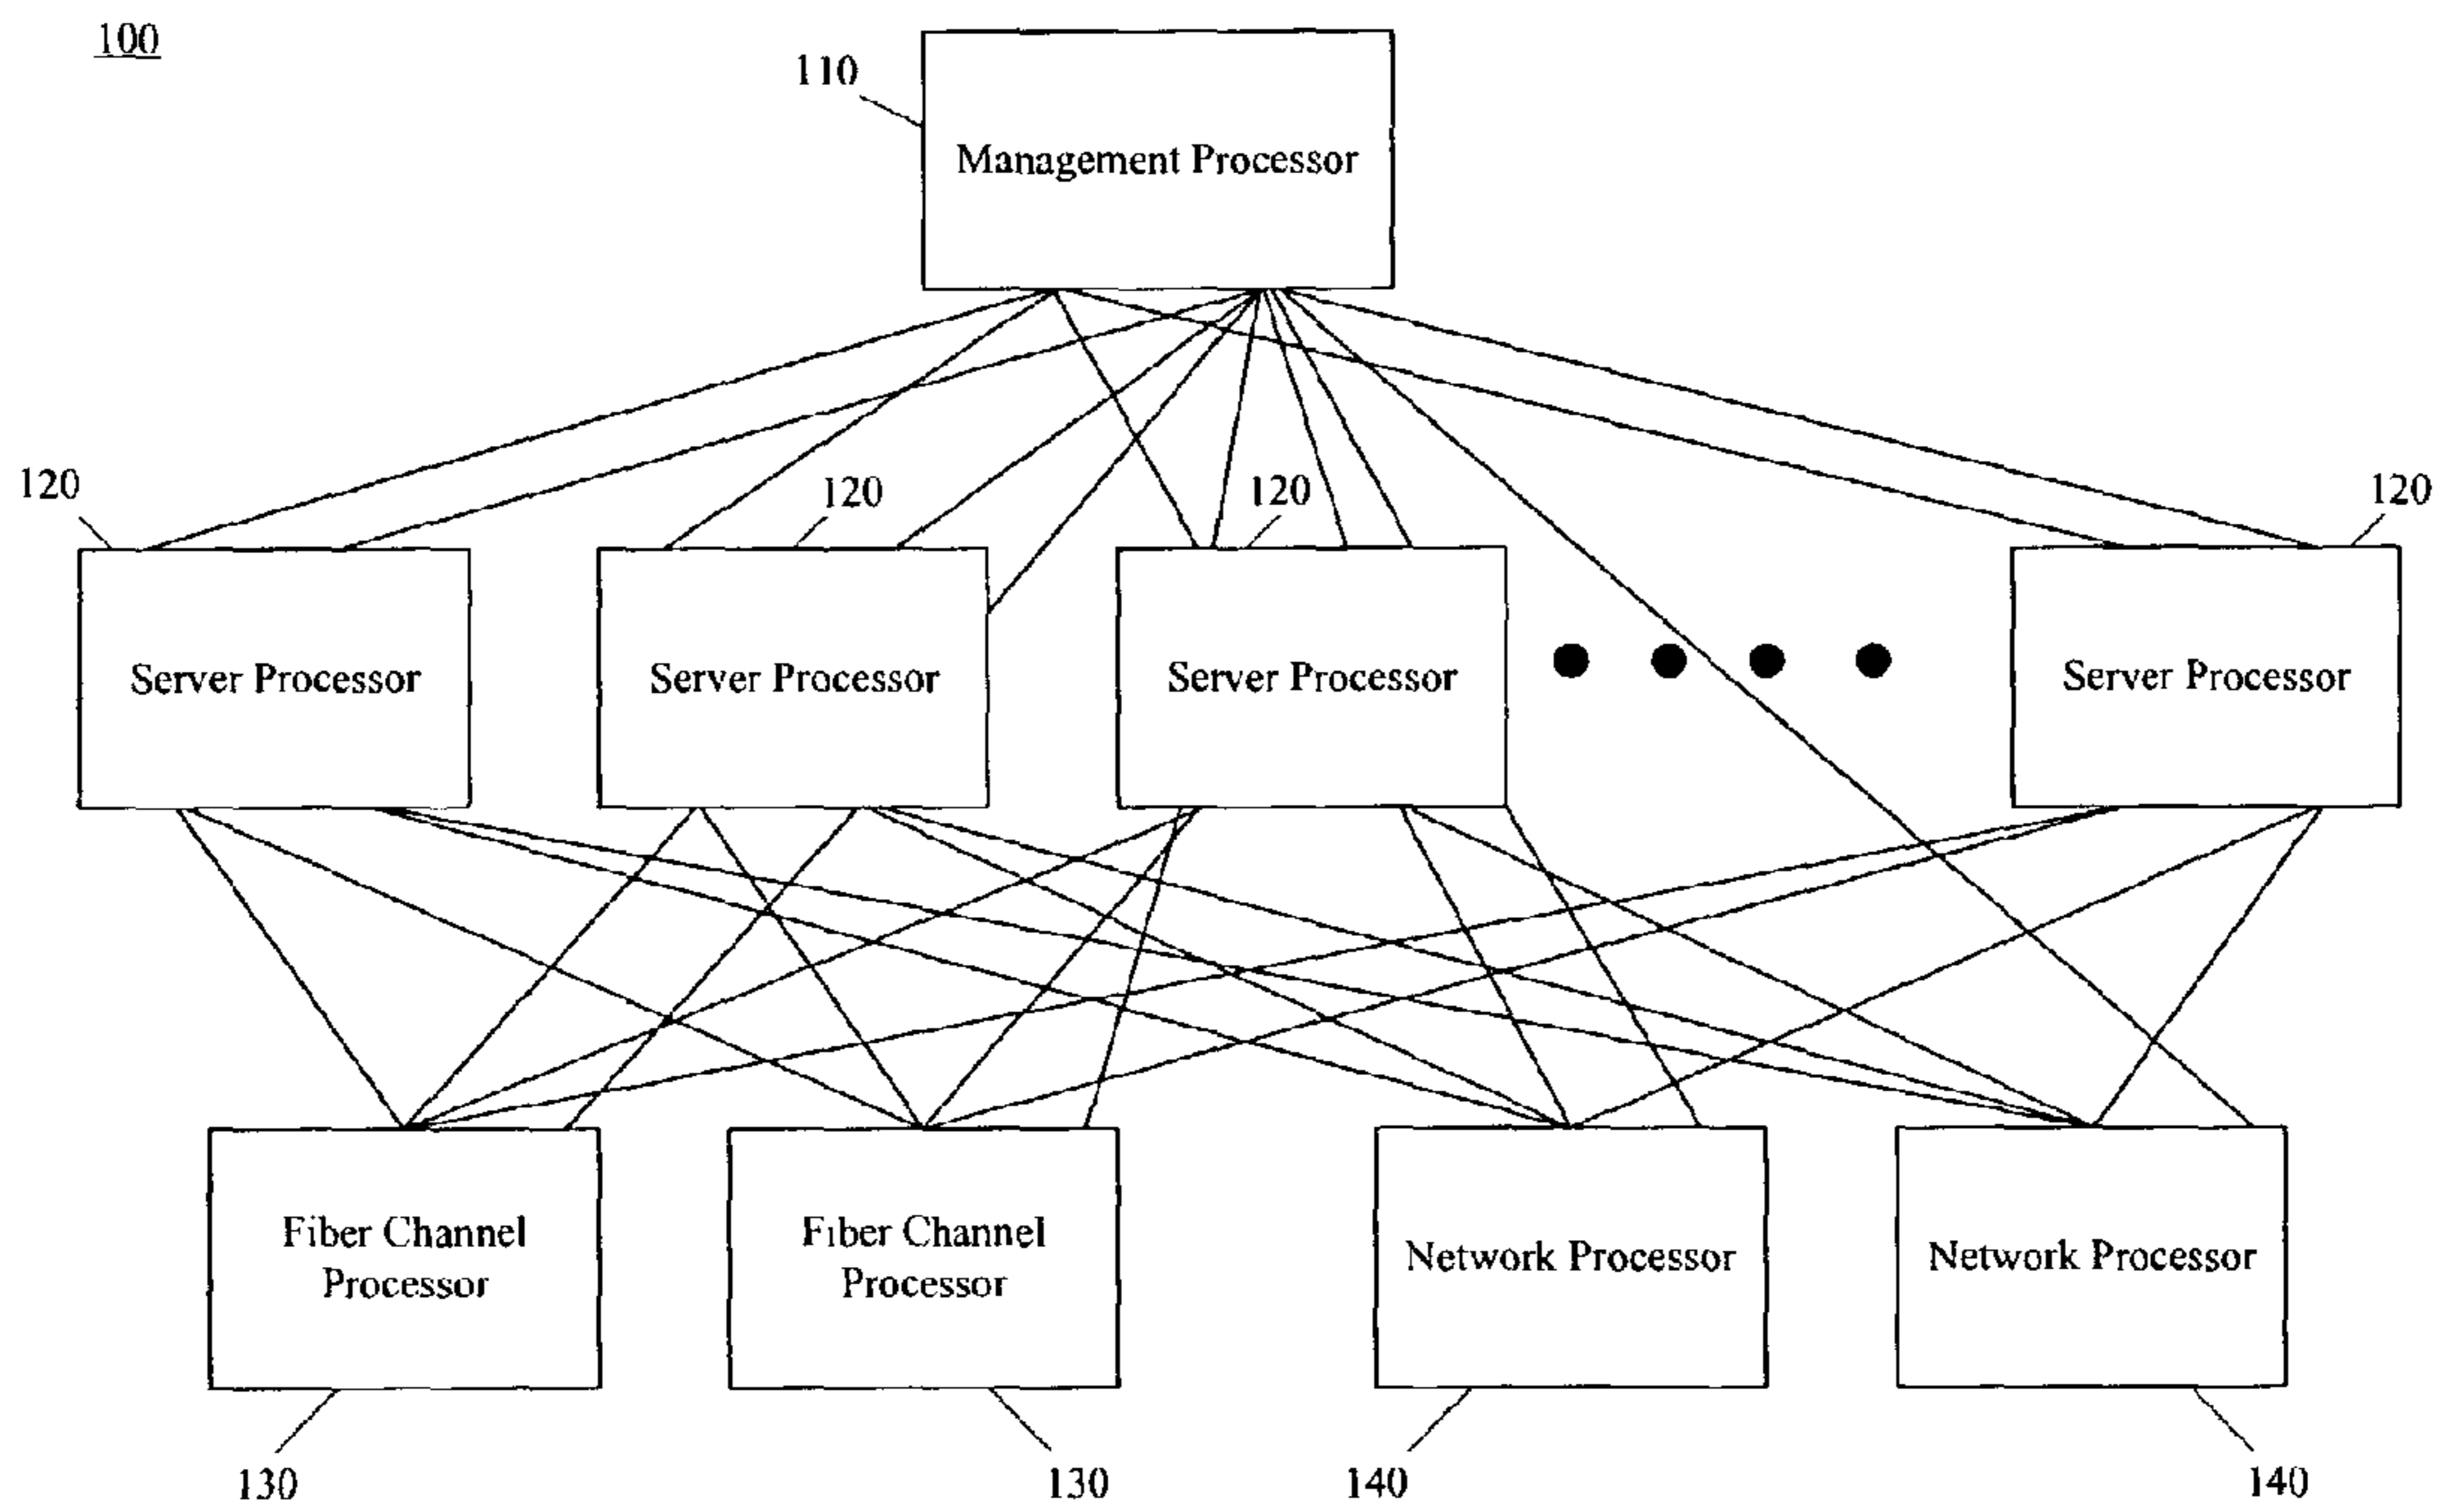 100
110
Management Processor
120
120
120
120
Server Processor
Server Processor
Server Processor
Server Processor
Fiber Channel
Processor
Fiber Channel
Processor
Network Processor
Network Processor
130
130
140
140